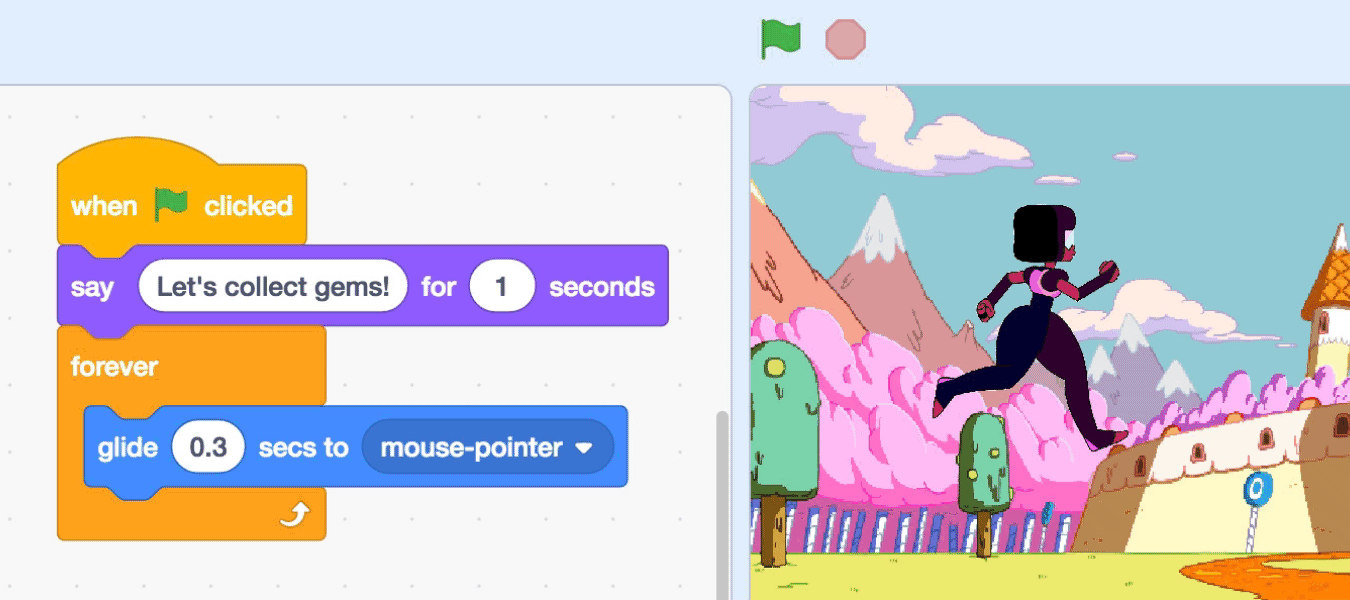 when clicked
say Let's collect gems! for 1 seconds
forever
glide 0.3 secs to mouse-pointer